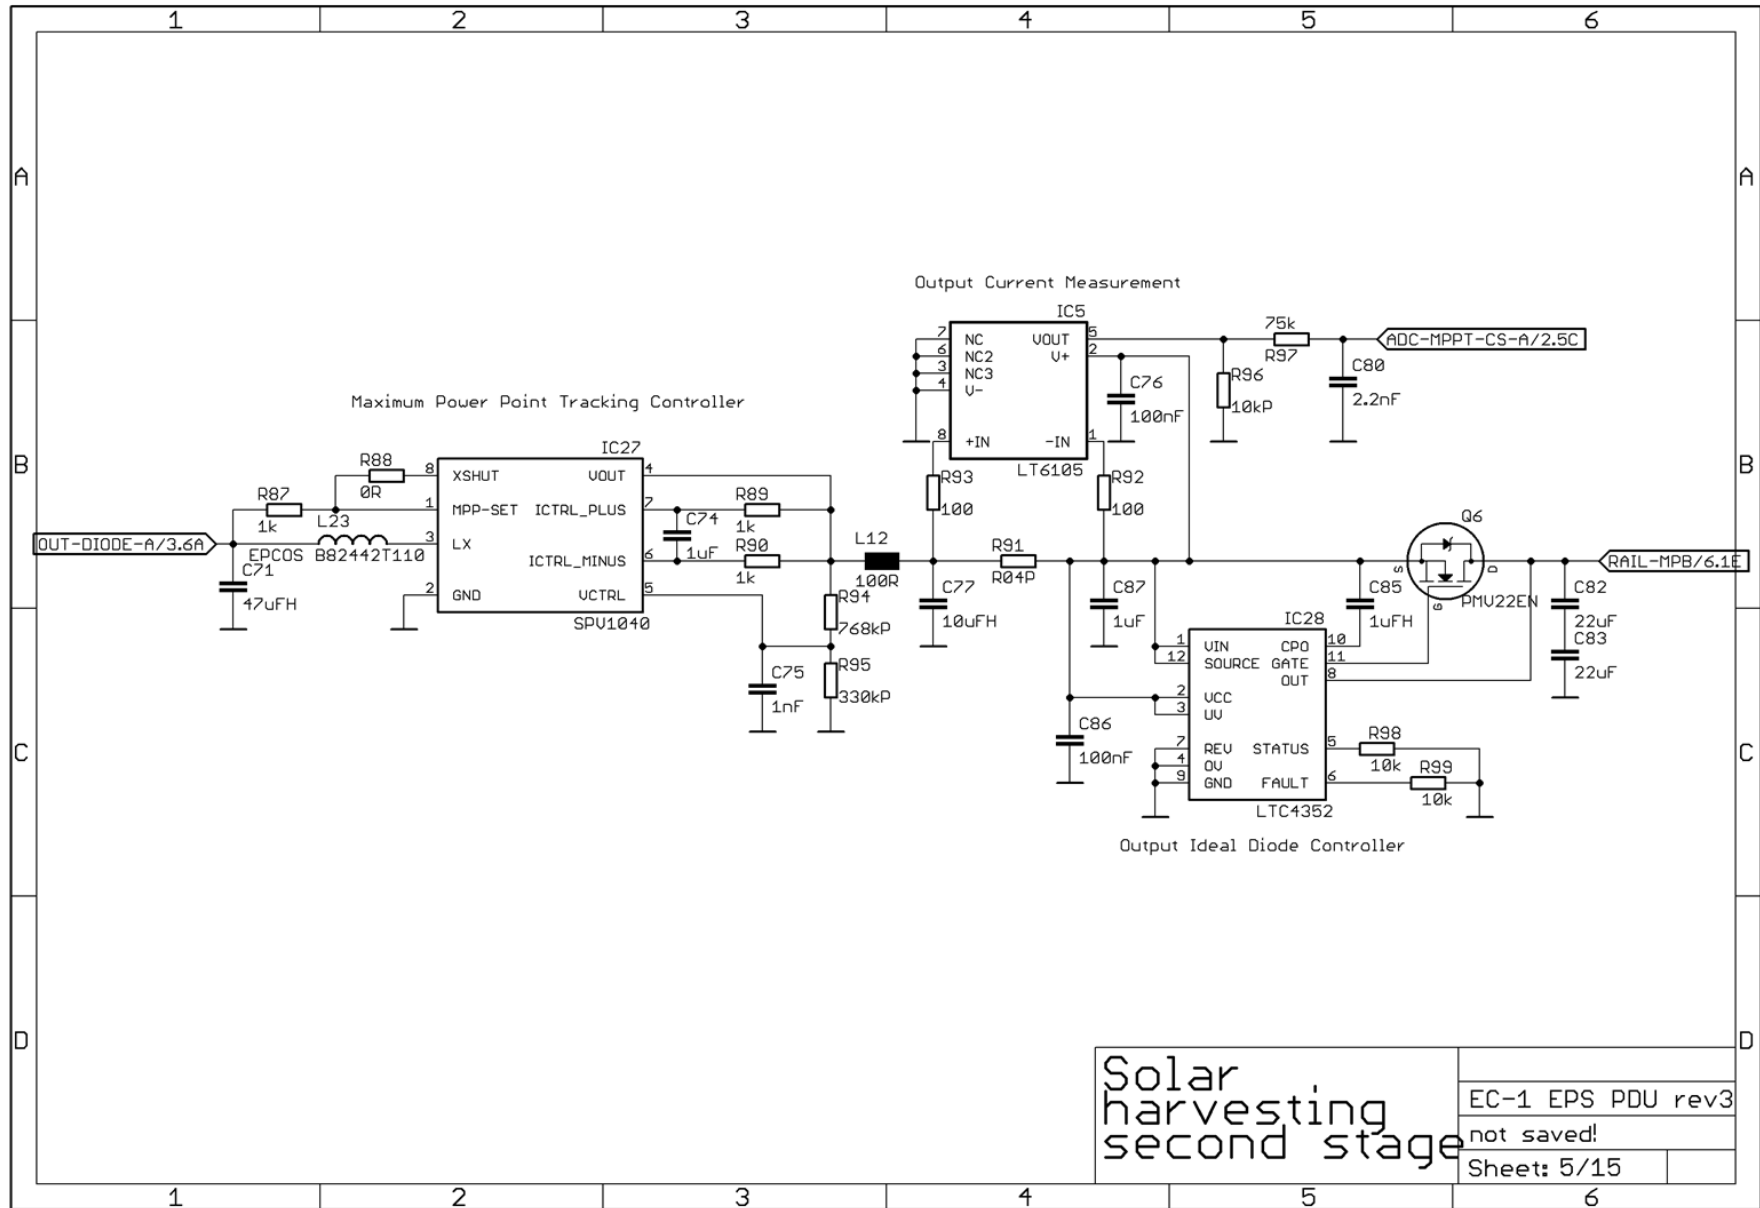 1 2 3 4 5 6
A A
Output Current Measurement
IC5
7 NC VOUT 5
6 NC2 V+ 2
3 NC3
4 V-
8 +IN -IN 1
LT6105
75k
R97
ADC-MPPT-CS-A/2.5C
C76
100nF
R96
10kP
C80
2.2nF
R93
100
R92
100
Maximum Power Point Tracking Controller
B B
IC27
8 XSHUT VOUT 4
1 MPP-SET ICTRL_PLUS 7
3 LX
ICTRL_MINUS 6
2 GND VCTRL 5
SPV1040
R88
0R
R87
1k
L23
EPCOS B82442T110
OUT-DIODE-A/3.6A
C71
47uFH
R89
1k
C74
1uF
R90
1k
L12
100R
R94
768kP
R95
330kP
C75
1nF
C77
10uFH
R91
R04P
C87
1uF
C86
100nF
C85
1uFH
Q6
S
D
G
PMV22EN
RAIL-MPB/6.1E
C82
22uF
C83
22uF
IC28
1 VIN CPO 10
12 SOURCE GATE 11
OUT 8
2 VCC
3 UV
7 REV STATUS 5
4 OV
9 GND FAULT 6
LTC4352
R98
10k
R99
10k
Output Ideal Diode Controller
C C
D D
Solar
harvesting
second stage
EC-1 EPS PDU rev3
not saved!
Sheet: 5/15
1 2 3 4 5 6